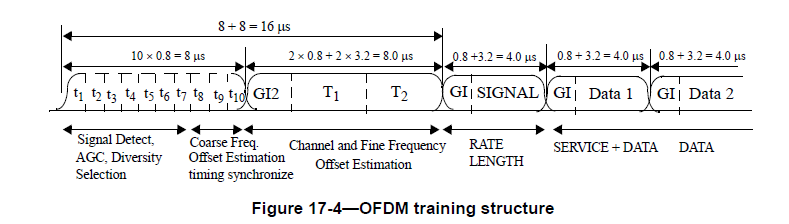 8 + 8 = 16 μs
10 × 0.8 = 8 μs
2 × 0.8 + 2 × 3.2 = 8.0 μs
0.8 +3.2 = 4.0 μs
0.8 + 3.2 = 4.0 μs
0.8 + 3.2 = 4.0 μs
t1 t2 t3 t4 t5 t6 t7 t8 t9 t10 GI2 T1 T2 GI SIGNAL GI Data 1 GI Data 2
Signal Detect,
AGC, Diversity
Selection
Coarse Freq.
Offset Estimation
timing synchronize
Channel and Fine Frequency
Offset Estimation
RATE
LENGTH
SERVICE + DATA
DATA
Figure 17-4—OFDM training structure